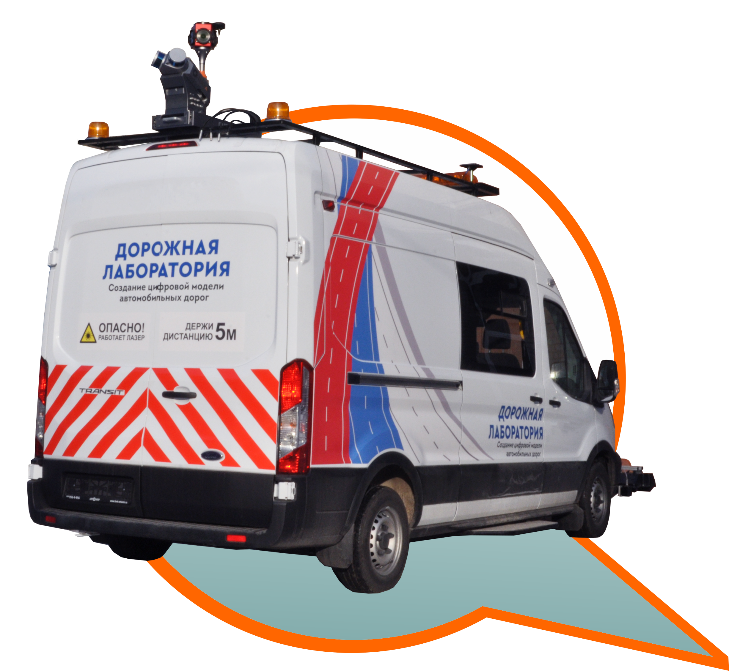 ДОРОЖНАЯ
ЛАБОРАТОРИЯ
Создание цифровой модели
автомобильных дорог
ОПАСНО!
РАБОТАЕТ ЛАЗЕР
ДЕРЖИ
ДИСТАНЦИЮ 5М
TRANSIT
ДОРОЖНАЯ
ЛАБОРАТОРИЯ
Создание цифровой модели
автомобильных дорог